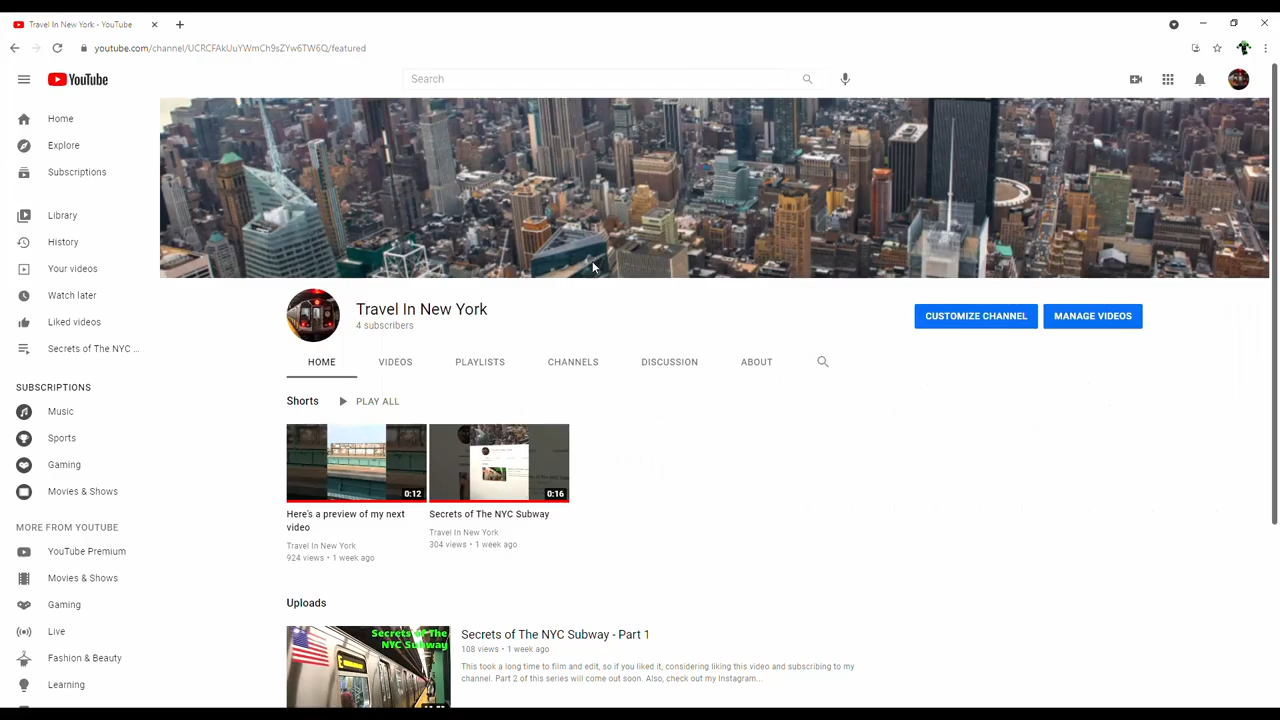 Travel In New York - YouTube
youtube.com/channel/UCRCFAkUuYWmCh9sZYw6TW6Q/featured
YouTube
Search
Home
Explore
Subscriptions
Library
History
Your videos
Watch later
Liked videos
Secrets of The NYC ...
SUBSCRIPTIONS
Music
Sports
Gaming
Movies & Shows
MORE FROM YOUTUBE
YouTube Premium
Movies & Shows
Gaming
Live
Fashion & Beauty
Learning
Travel In New York
4 subscribers
CUSTOMIZE CHANNEL
MANAGE VIDEOS
HOME VIDEOS PLAYLISTS CHANNELS DISCUSSION ABOUT
Shorts
PLAY ALL
0:12
Here's a preview of my next
video
Travel In New York
924 views • 1 week ago
0:16
Secrets of The NYC Subway
Travel In New York
304 views • 1 week ago
Uploads
Secrets of The
NYC Subway
Secrets of The NYC Subway - Part 1
108 views • 1 week ago
This took a long time to film and edit, so if you liked it, considering liking this video and subscribing to my
channel. Part 2 of this series will come out soon. Also, check out my Instagram...